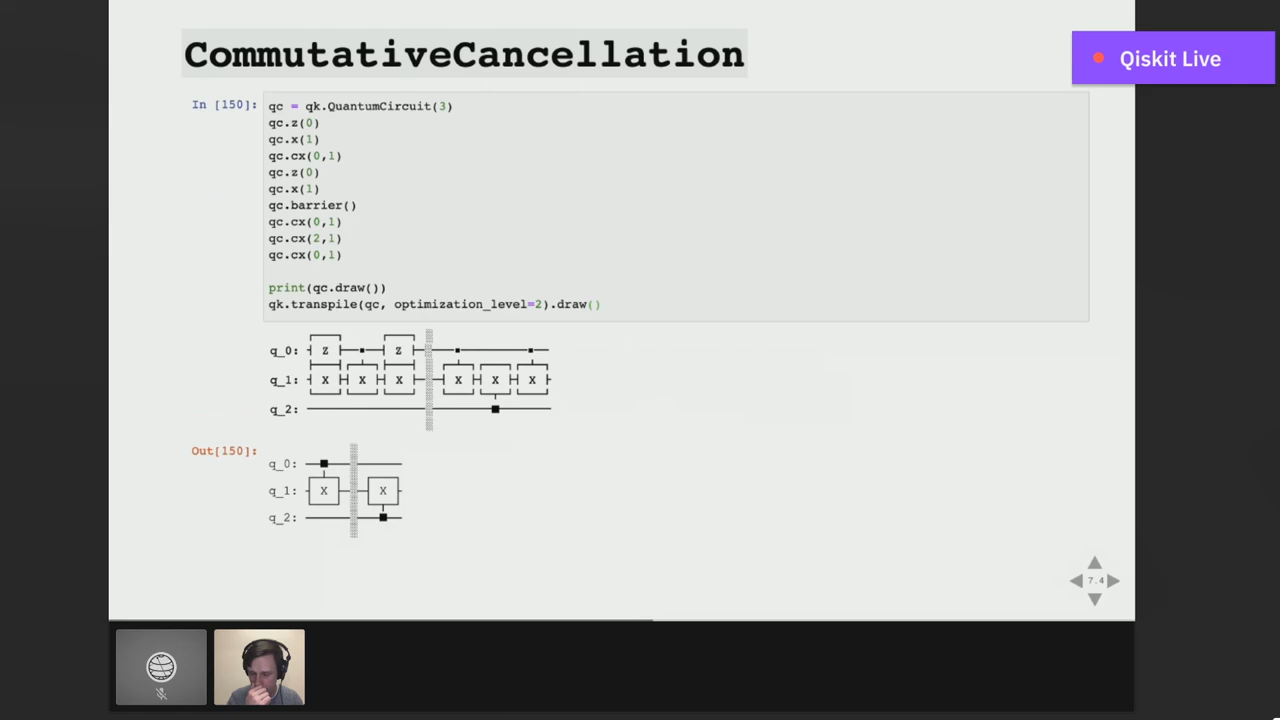 CommutativeCancellation
Qiskit Live
In [150]:
qc = qk.QuantumCircuit(3)
qc.z(0)
qc.x(1)
qc.cx(0,1)
qc.z(0)
qc.x(1)
qc.barrier()
qc.cx(0,1)
qc.cx(2,1)
qc.cx(0,1)
print(qc.draw())
qk.transpile(qc, optimization_level=2).draw()
q_0: Z Z
q_1: X X X X X X
q_2:
Out[150]:
q_0:
q_1: X X
q_2:
7.4